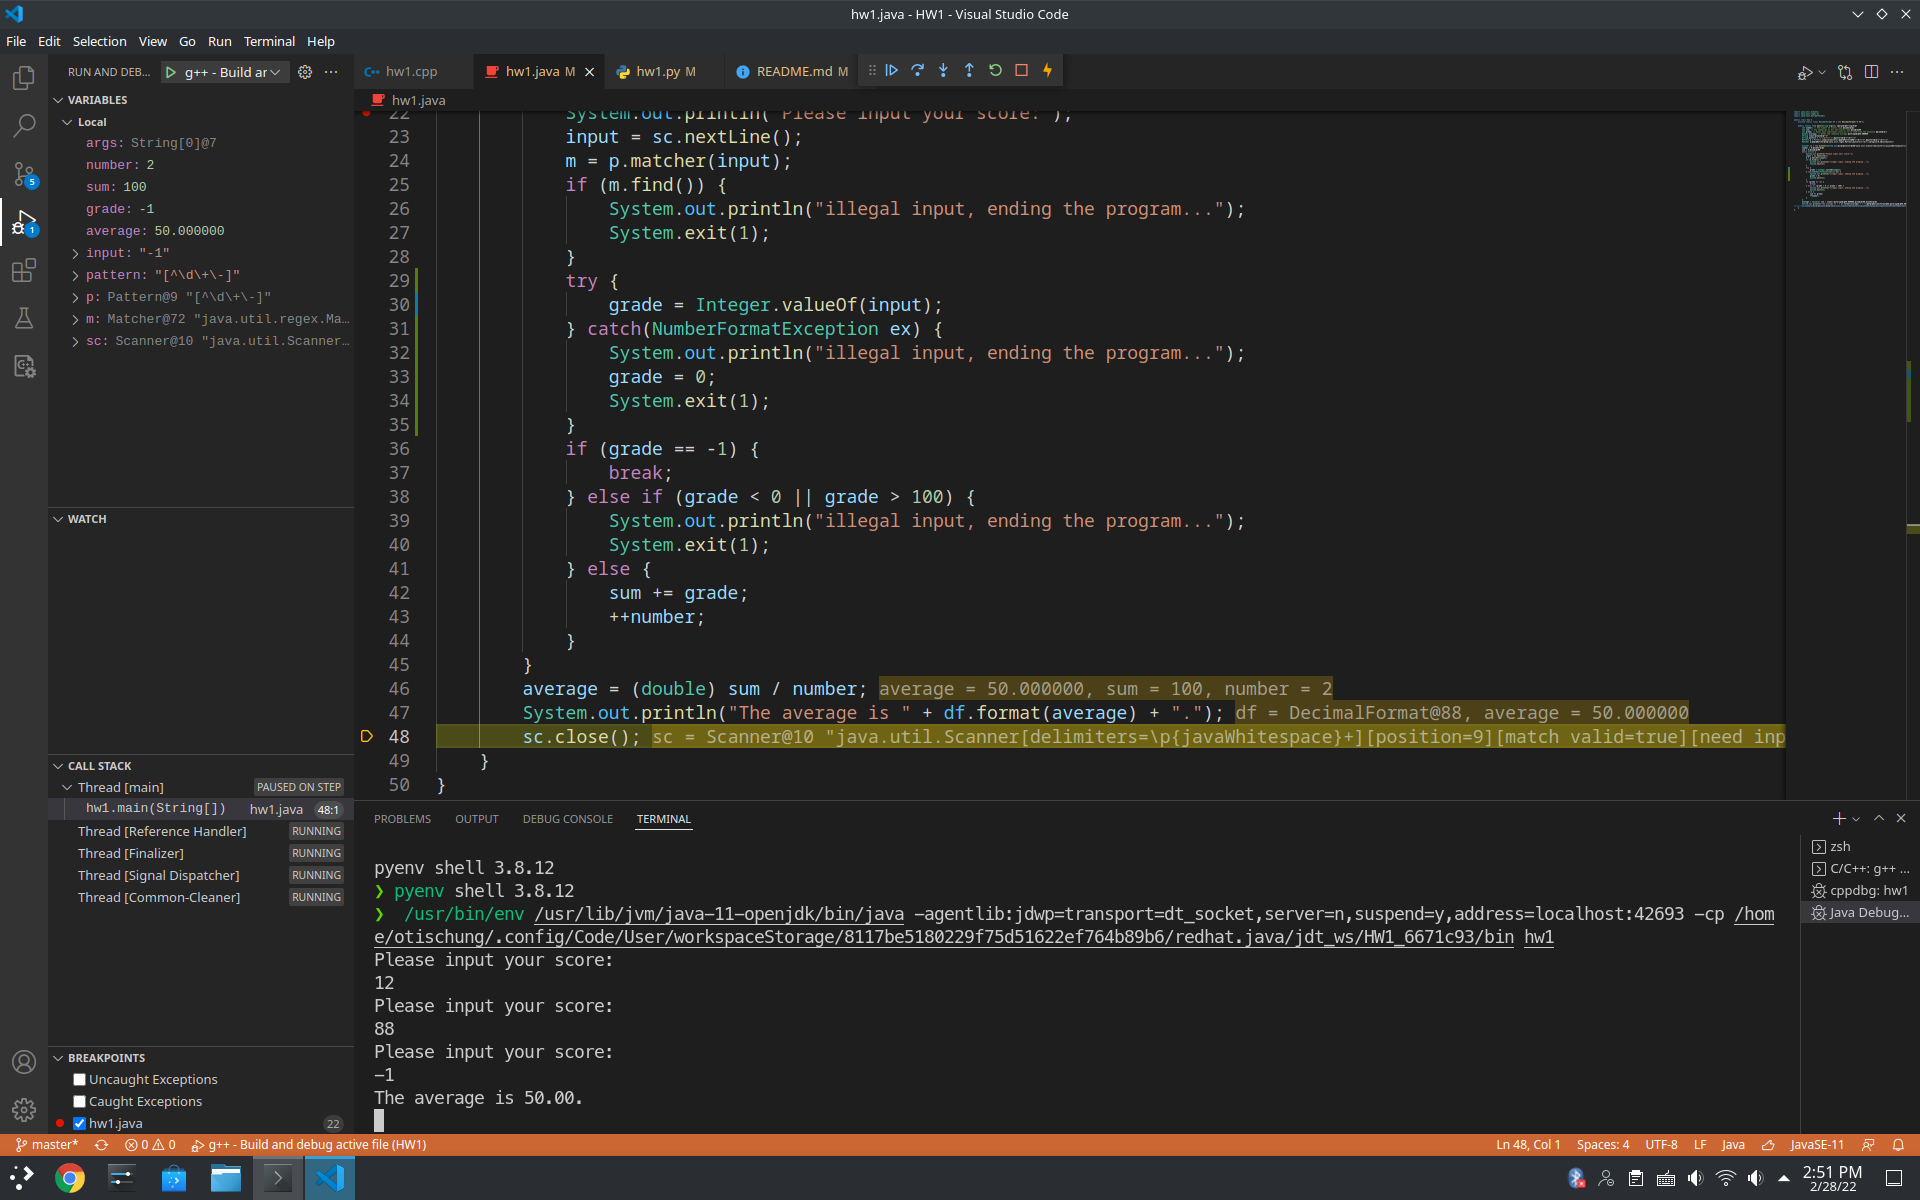 hw1.java - HW1 - Visual Studio Code
File Edit Selection View Go Run Terminal Help
RUN AND DEB... g++ - Build ar
hw1.cpp hw1.java M hw1.py M README.md M
hw1.java
VARIABLES
Local
args: String[0]@7
number: 2
sum: 100
grade: -1
average: 50.000000
input: "-1"
pattern: "[^\d\+\-]"
p: Pattern@9 "[^\d\+\-]"
m: Matcher@72 "java.util.regex.Ma...
sc: Scanner@10 "java.util.Scanner...
5
1
WATCH
CALL STACK
Thread [main] PAUSED ON STEP
hw1.main(String[]) hw1.java 48:1
Thread [Reference Handler] RUNNING
Thread [Finalizer] RUNNING
Thread [Signal Dispatcher] RUNNING
Thread [Common-Cleaner] RUNNING
BREAKPOINTS
Uncaught Exceptions
Caught Exceptions
hw1.java 22
22 System.out.println("Please input your score:");
23 input = sc.nextLine();
24 m = p.matcher(input);
25 if (m.find()) {
26 System.out.println("illegal input, ending the program...");
27 System.exit(1);
28 }
29 try {
30 grade = Integer.valueOf(input);
31 } catch(NumberFormatException ex) {
32 System.out.println("illegal input, ending the program...");
33 grade = 0;
34 System.exit(1);
35 }
36 if (grade == -1) {
37 break;
38 } else if (grade < 0 || grade > 100) {
39 System.out.println("illegal input, ending the program...");
40 System.exit(1);
41 } else {
42 sum += grade;
43 ++number;
44 }
45 }
46 average = (double) sum / number; average = 50.000000, sum = 100, number = 2
47 System.out.println("The average is " + df.format(average) + "."); df = DecimalFormat@88, average = 50.000000
48 sc.close(); sc = Scanner@10 "java.util.Scanner[delimiters=\p{javaWhitespace}+][position=9][match valid=true][need inp
49 }
50 }
PROBLEMS OUTPUT DEBUG CONSOLE TERMINAL
pyenv shell 3.8.12
❯ pyenv shell 3.8.12
❯ /usr/bin/env /usr/lib/jvm/java-11-openjdk/bin/java -agentlib:jdwp=transport=dt_socket,server=n,suspend=y,address=localhost:42693 -cp /hom
e/otischung/.config/Code/User/workspaceStorage/8117be5180229f75d51622ef764b89b6/redhat.java/jdt_ws/HW1_6671c93/bin hw1
Please input your score:
12
Please input your score:
88
Please input your score:
-1
The average is 50.00.
zsh
C/C++: g++ ...
cppdbg: hw1
Java Debug...
master* 0 0 g++ - Build and debug active file (HW1) Ln 48, Col 1 Spaces: 4 UTF-8 LF Java JavaSE-11
2:51 PM
2/28/22